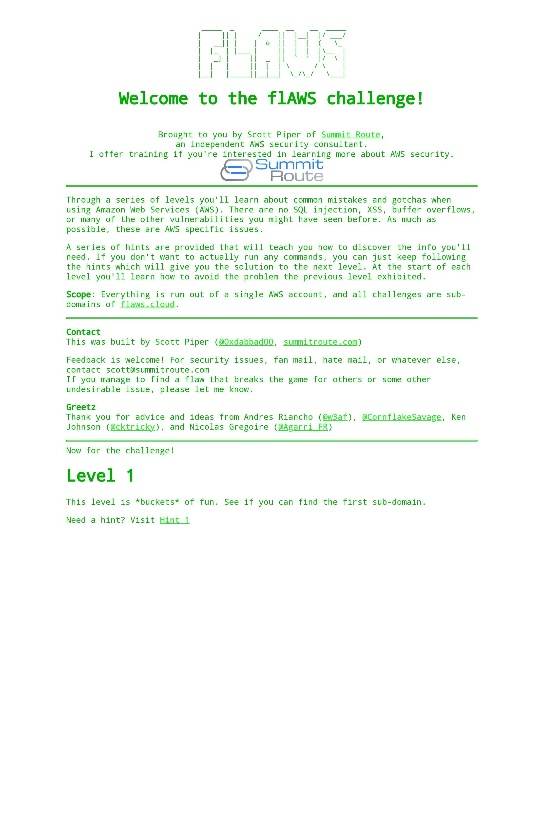 Welcome to the flAWS challenge!
Brought to you by Scott Piper of Summit Route,
an independent AWS security consultant.
I offer training if you're interested in learning more about AWS security.
Summit
Route
Through a series of levels you'll learn about common mistakes and gotchas when
using Amazon Web Services (AWS). There are no SQL injection, XSS, buffer overflows,
or many of the other vulnerabilities you might have seen before. As much as
possible, these are AWS specific issues.
A series of hints are provided that will teach you how to discover the info you'll
need. If you don't want to actually run any commands, you can just keep following
the hints which will give you the solution to the next level. At the start of each
level you'll learn how to avoid the problem the previous level exhibited.
Scope: Everything is run out of a single AWS account, and all challenges are sub-
domains of flaws.cloud.
Contact
This was built by Scott Piper (@0xdabbad00, summitroute.com)
Feedback is welcome! For security issues, fan mail, hate mail, or whatever else,
contact scott@summitroute.com
If you manage to find a flaw that breaks the game for others or some other
undesirable issue, please let me know.
Greetz
Thank you for advice and ideas from Andres Riancho (@w3af), @CornflakeSavage, Ken
Johnson (@cktricky), and Nicolas Gregoire (@Agarri_FR)
Now for the challenge!
Level 1
This level is *buckets* of fun. See if you can find the first sub-domain.
Need a hint? Visit Hint 1